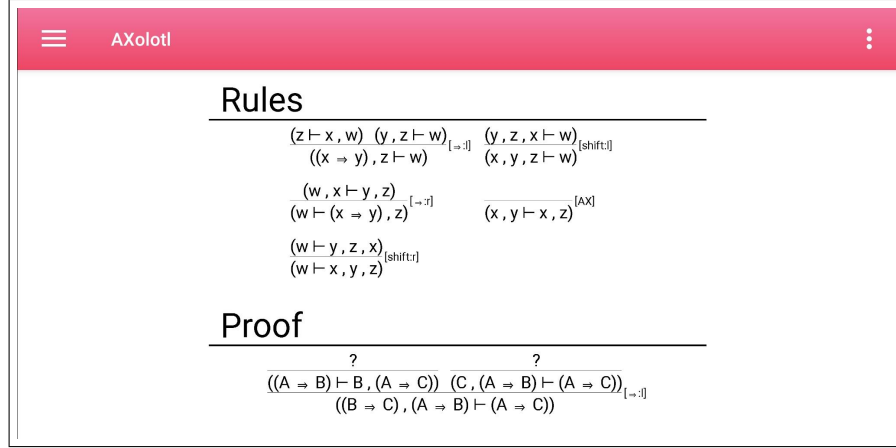 AXolotl
Rules
(z ⊢ x , w) (y , z ⊢ w) [⇒:l] (y , z , x ⊢ w) [shift:l]
((x ⇒ y) , z ⊢ w) (x , y , z ⊢ w)
(w , x ⊢ y , z) [⇒:r] [AX]
(w ⊢ (x ⇒ y) , z) (x , y ⊢ x , z)
(w ⊢ y , z , x) [shift:r]
(w ⊢ x , y , z)
Proof
? ?
((A ⇒ B) ⊢ B , (A ⇒ C)) (C , (A ⇒ B) ⊢ (A ⇒ C)) [⇒:l]
((B ⇒ C) , (A ⇒ B) ⊢ (A ⇒ C))